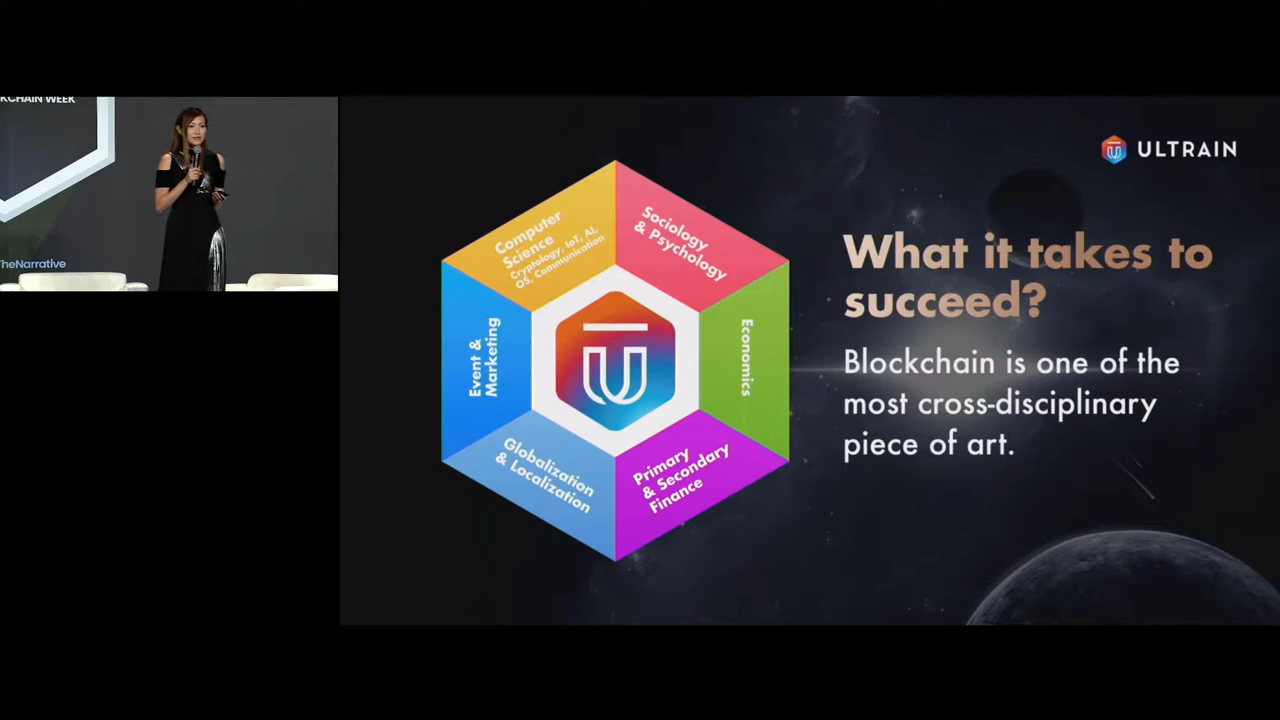 KCHAIN WEEK
TheNarrative
ULTRAIN
Computer
Science
Cryptology, IoT, AI,
OS, Communication
Sociology
& Psychology
Economics
Primary
& Secondary
Finance
Globalization
& Localization
Event &
Marketing
What it takes to
succeed?
Blockchain is one of the
most cross-disciplinary
piece of art.